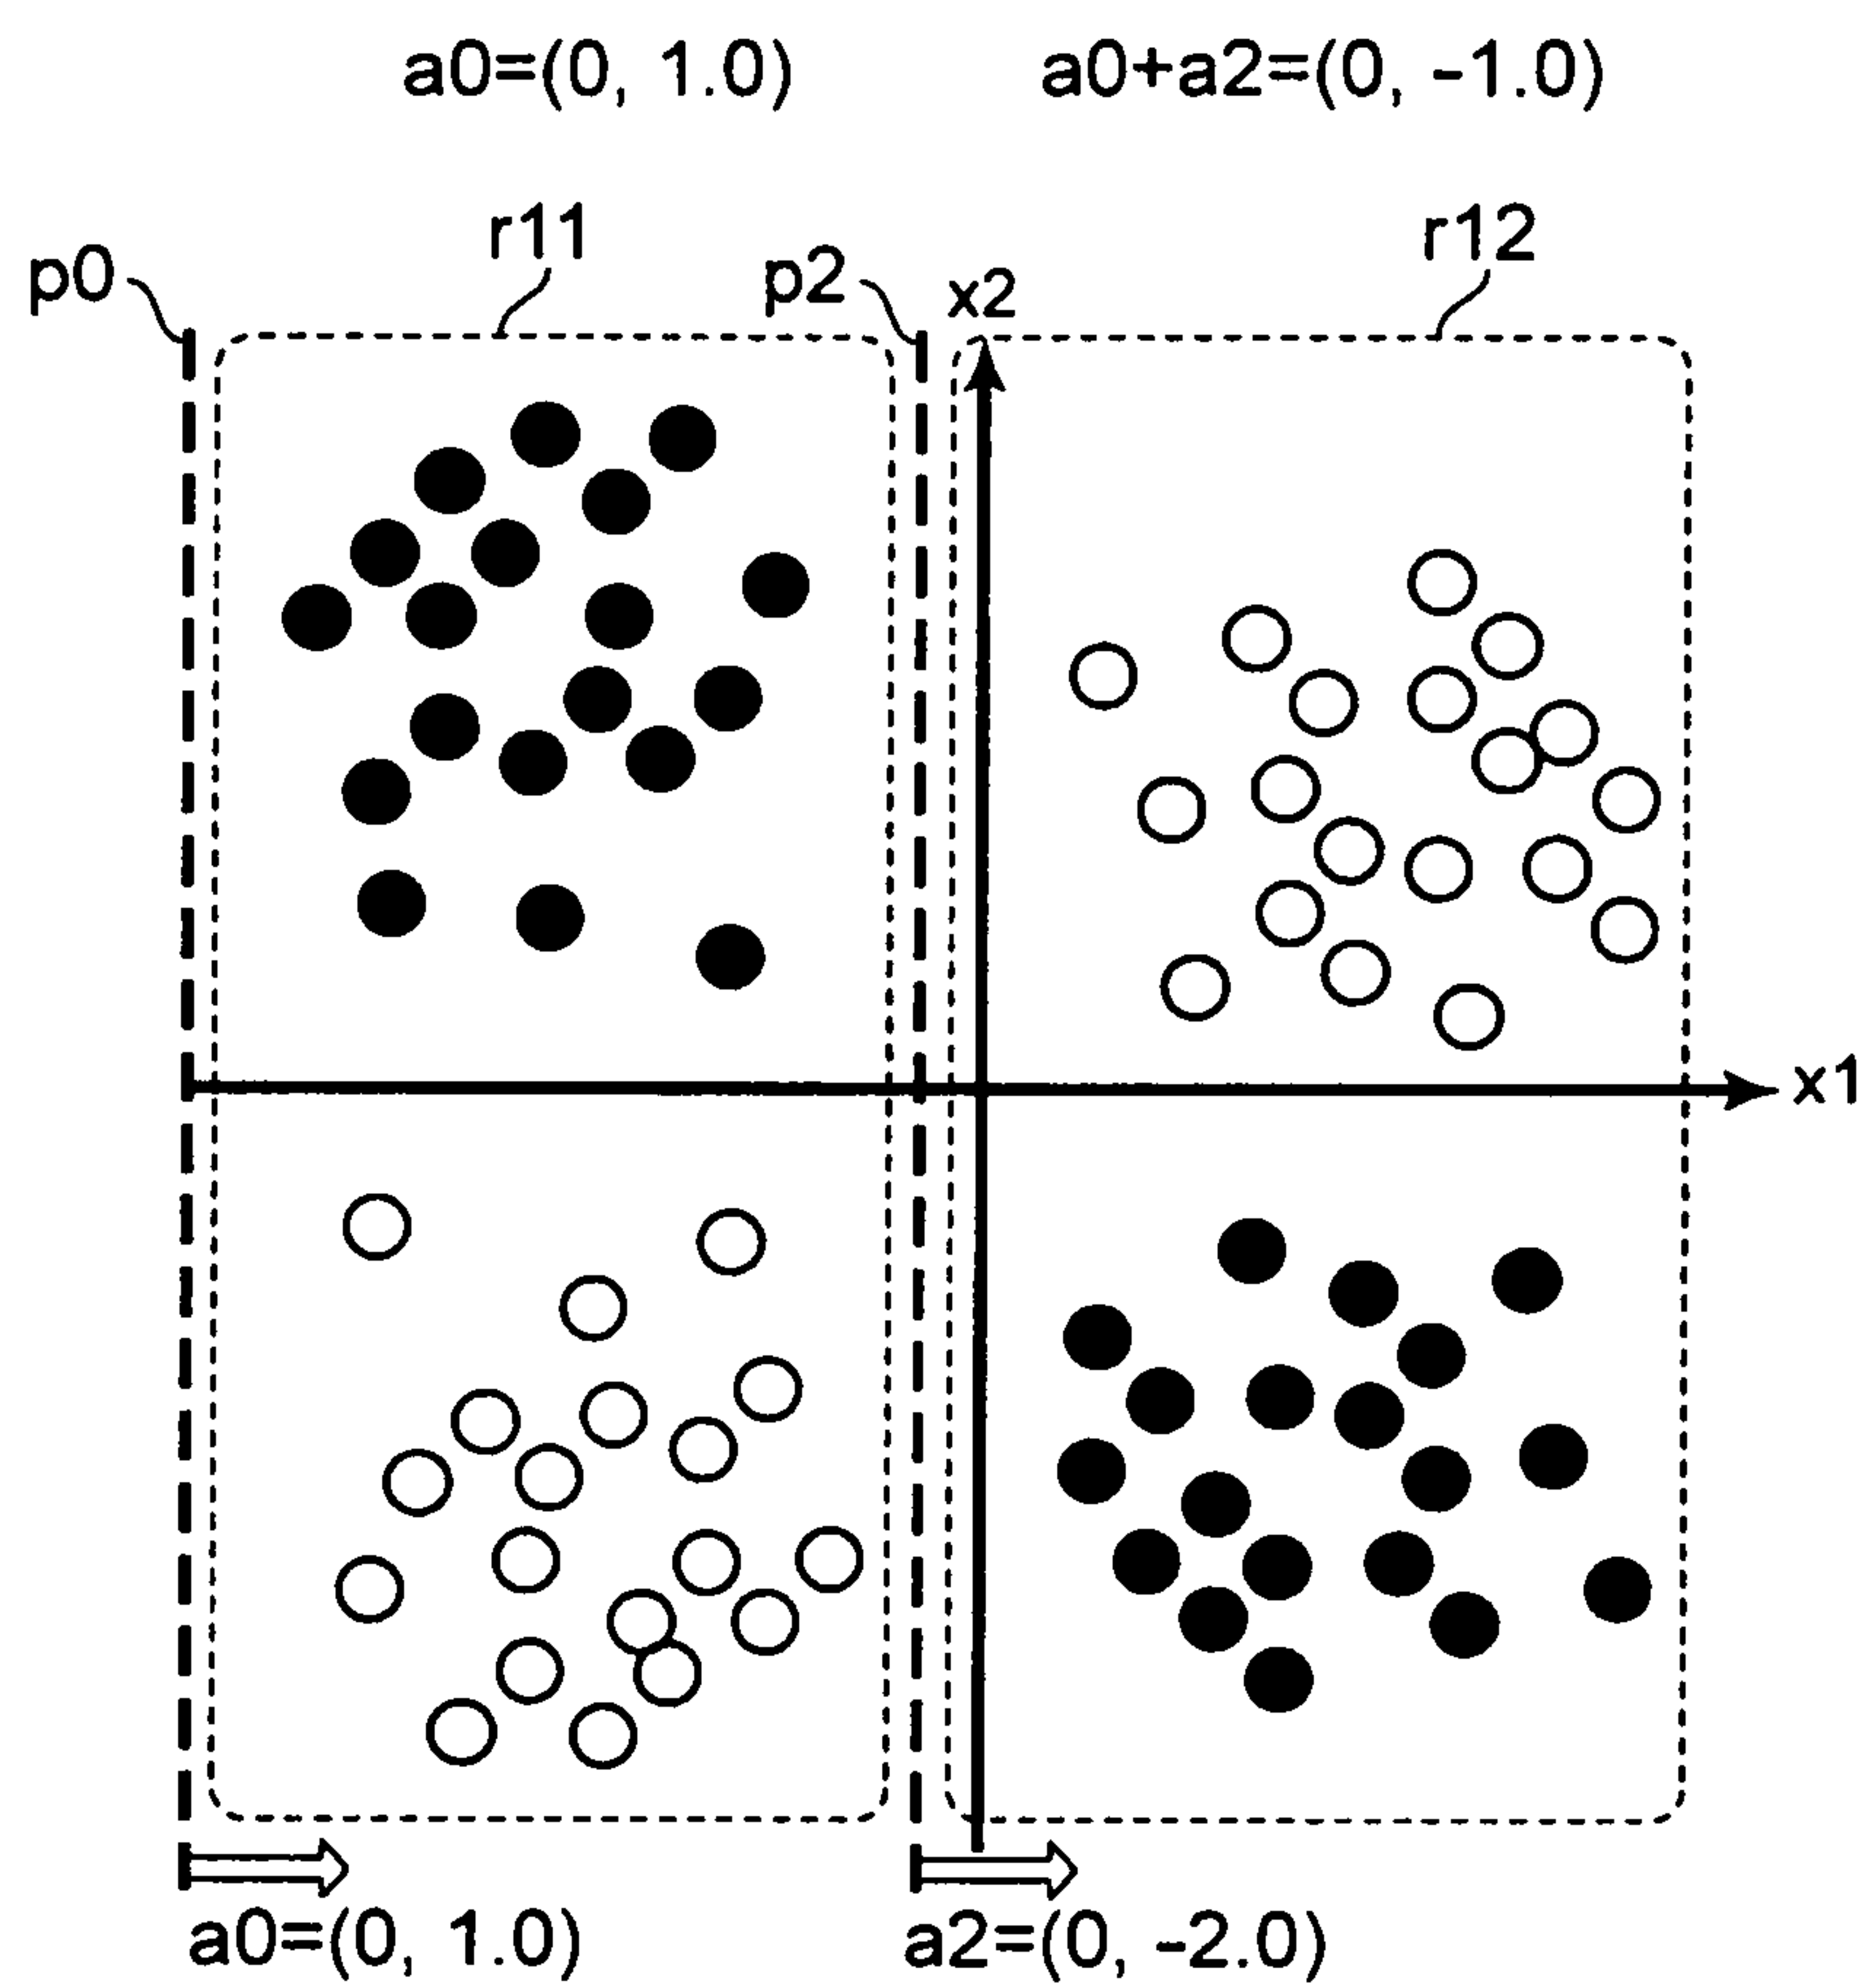 a0=(0, 1.0)
a0+a2=(0, -1.0)
r11
r12
p0
p2
x2
x1
a0=(0, 1.0)
a2=(0, -2.0)